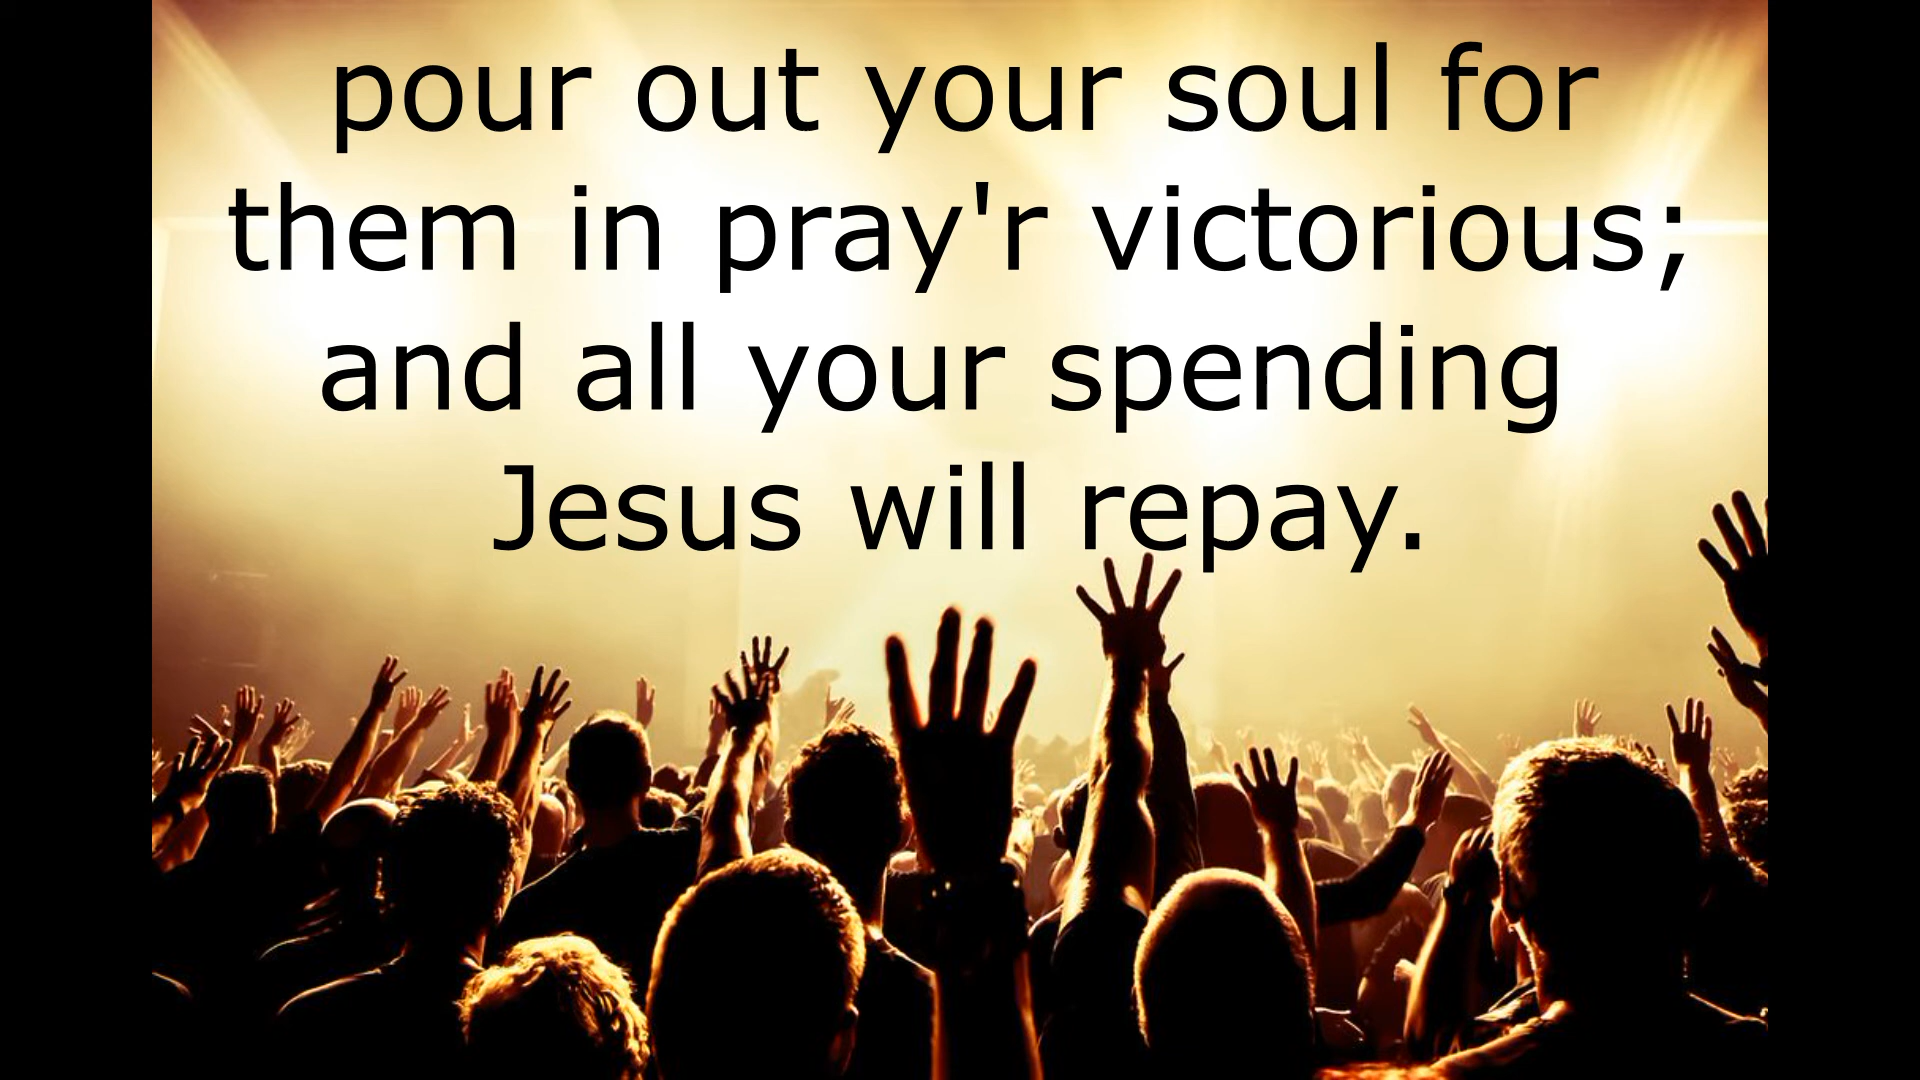 pour out your soul for
them in pray'r victorious;
and all your spending
Jesus will repay.